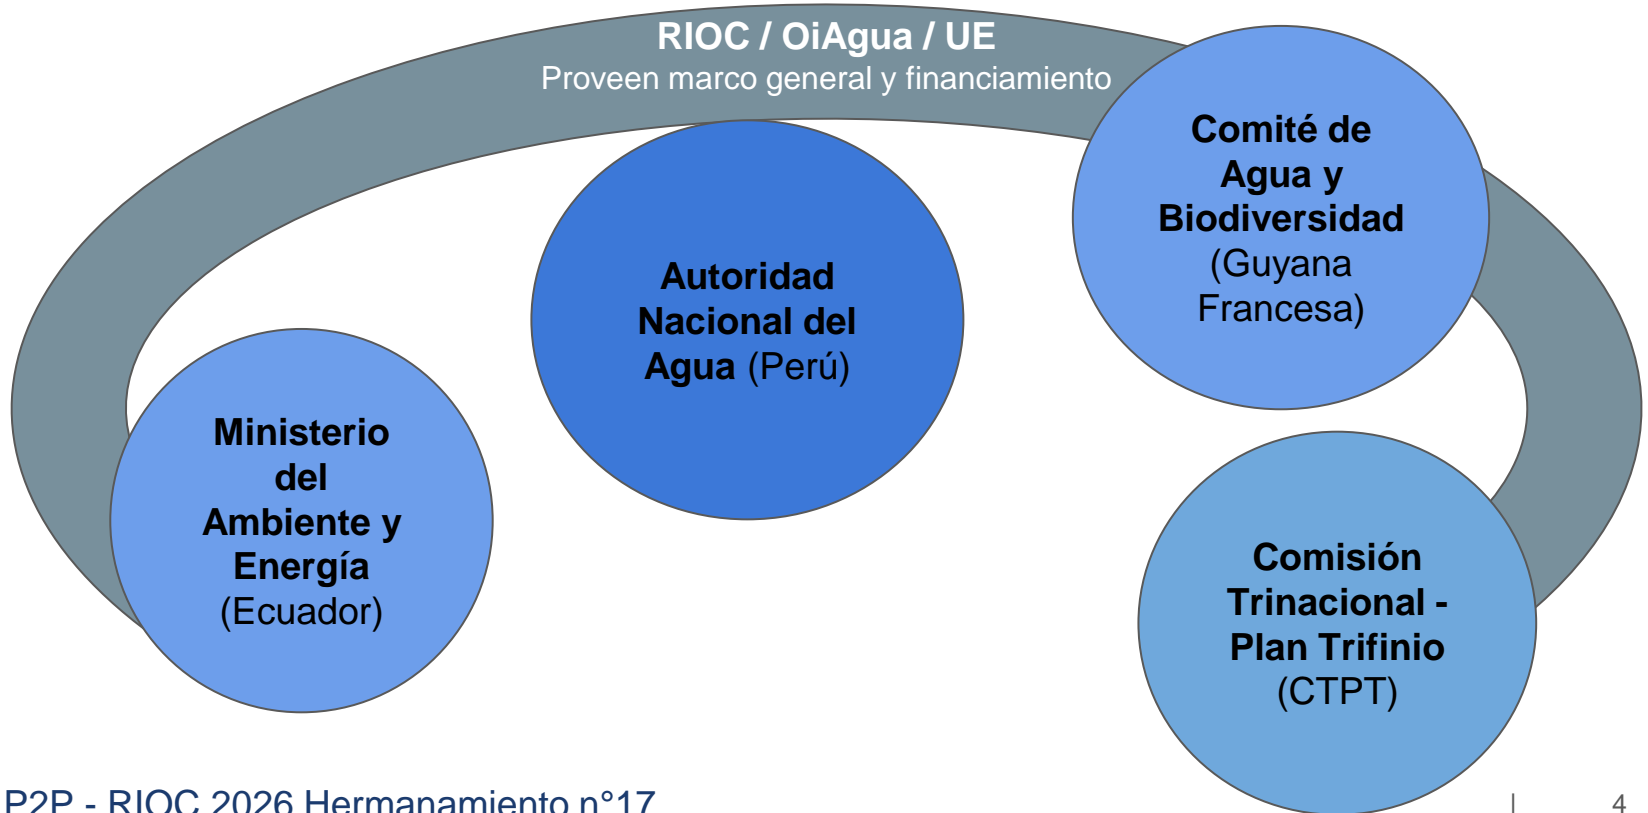 RIOC / OiAgua / UE
Proveen marco general y financiamiento
Comité de
Agua y
Biodiversidad
(Guyana
Francesa)
Autoridad
Nacional del
Agua (Perú)
Ministerio
del
Ambiente y
Energía
(Ecuador)
Comisión
Trinacional -
Plan Trifinio
(CTPT)
P2P - RIOC 2026 Hermanamiento n°17
| 4